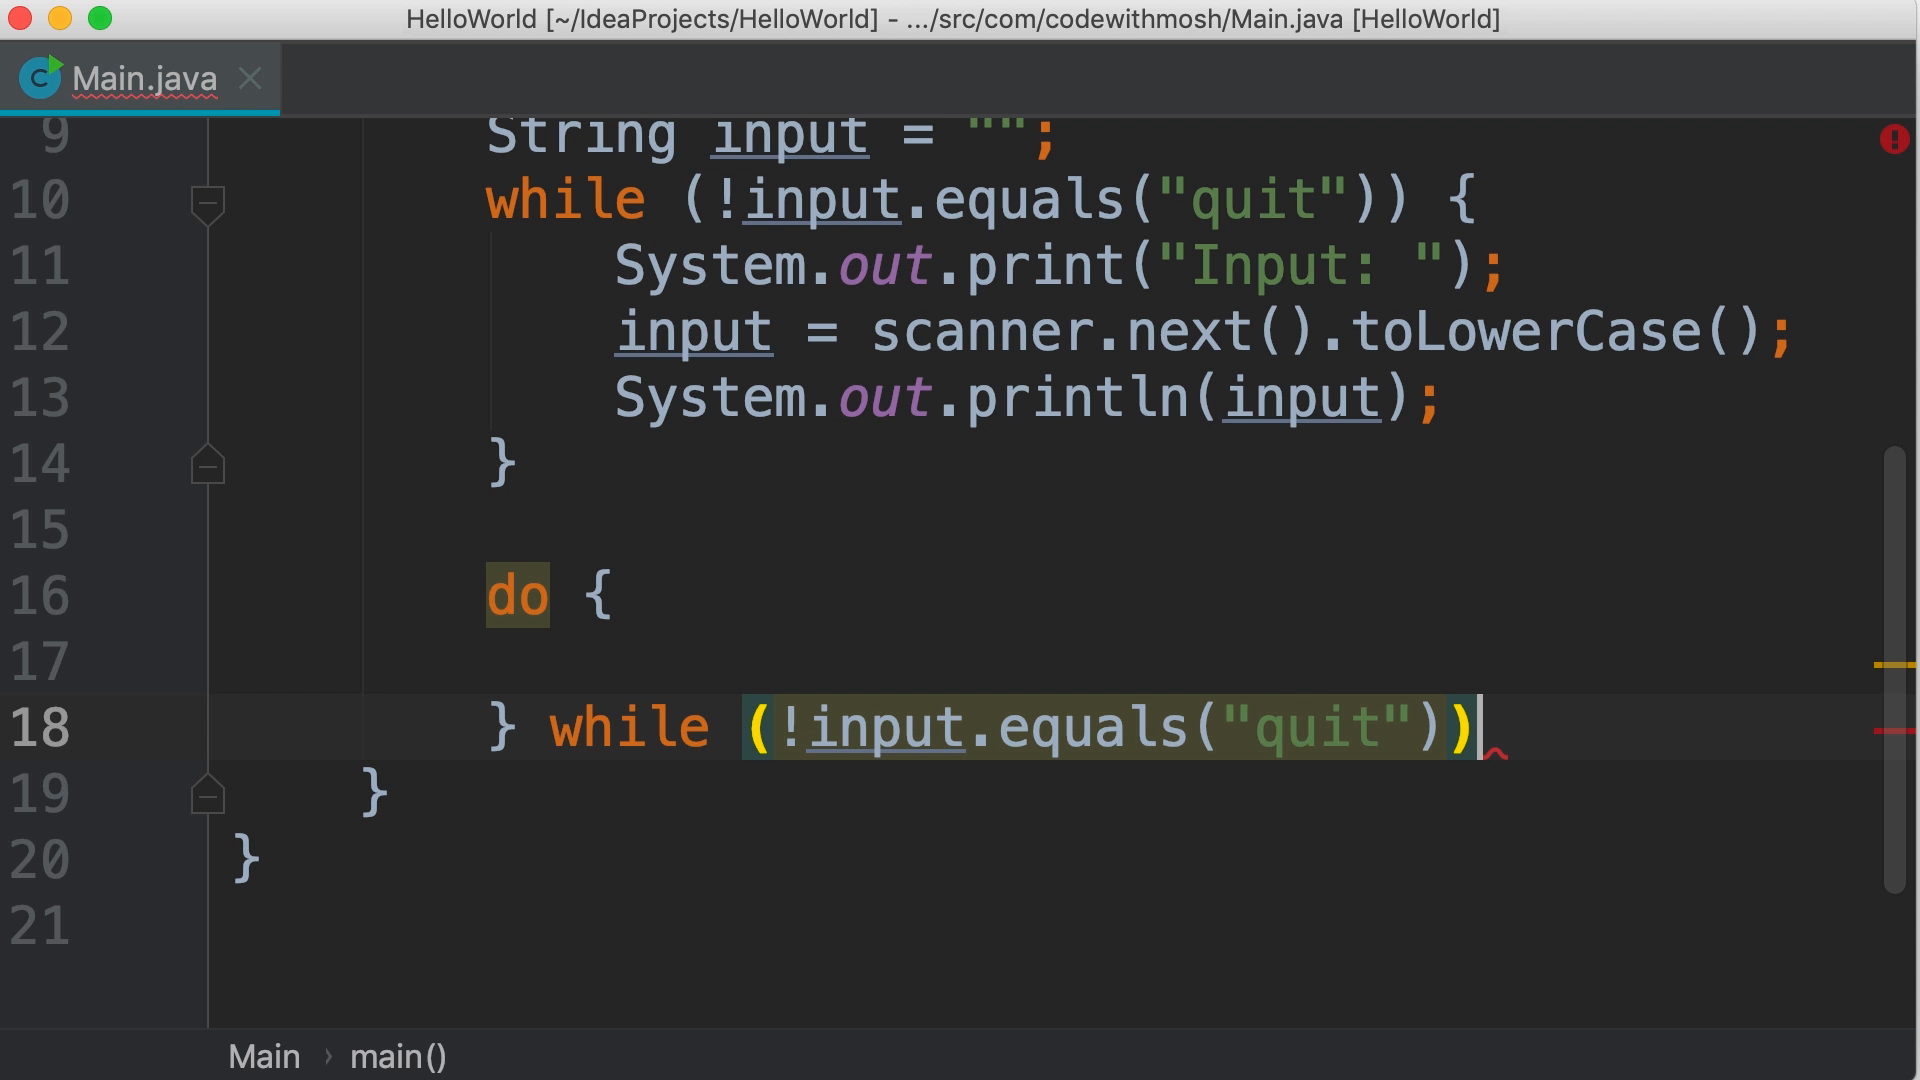 HelloWorld [~/IdeaProjects/HelloWorld] - .../src/com/codewithmosh/Main.java [HelloWorld]
C Main.java
9 String input = "";
10 while (!input.equals("quit")) {
11 System.out.print("Input: ");
12 input = scanner.next().toLowerCase();
13 System.out.println(input);
14 }
15
16 do {
17
18 } while (!input.equals("quit"))
19 }
20 }
21
Main › main()